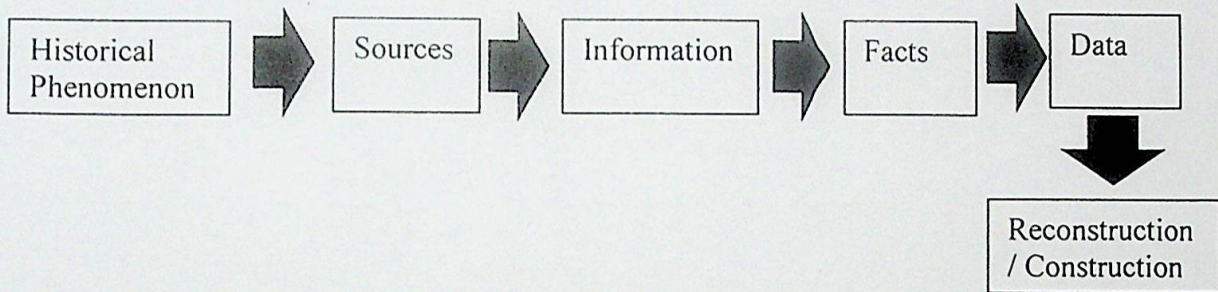 Historical
Phenomenon
Sources
Information
Facts
Data
Reconstruction
/ Construction